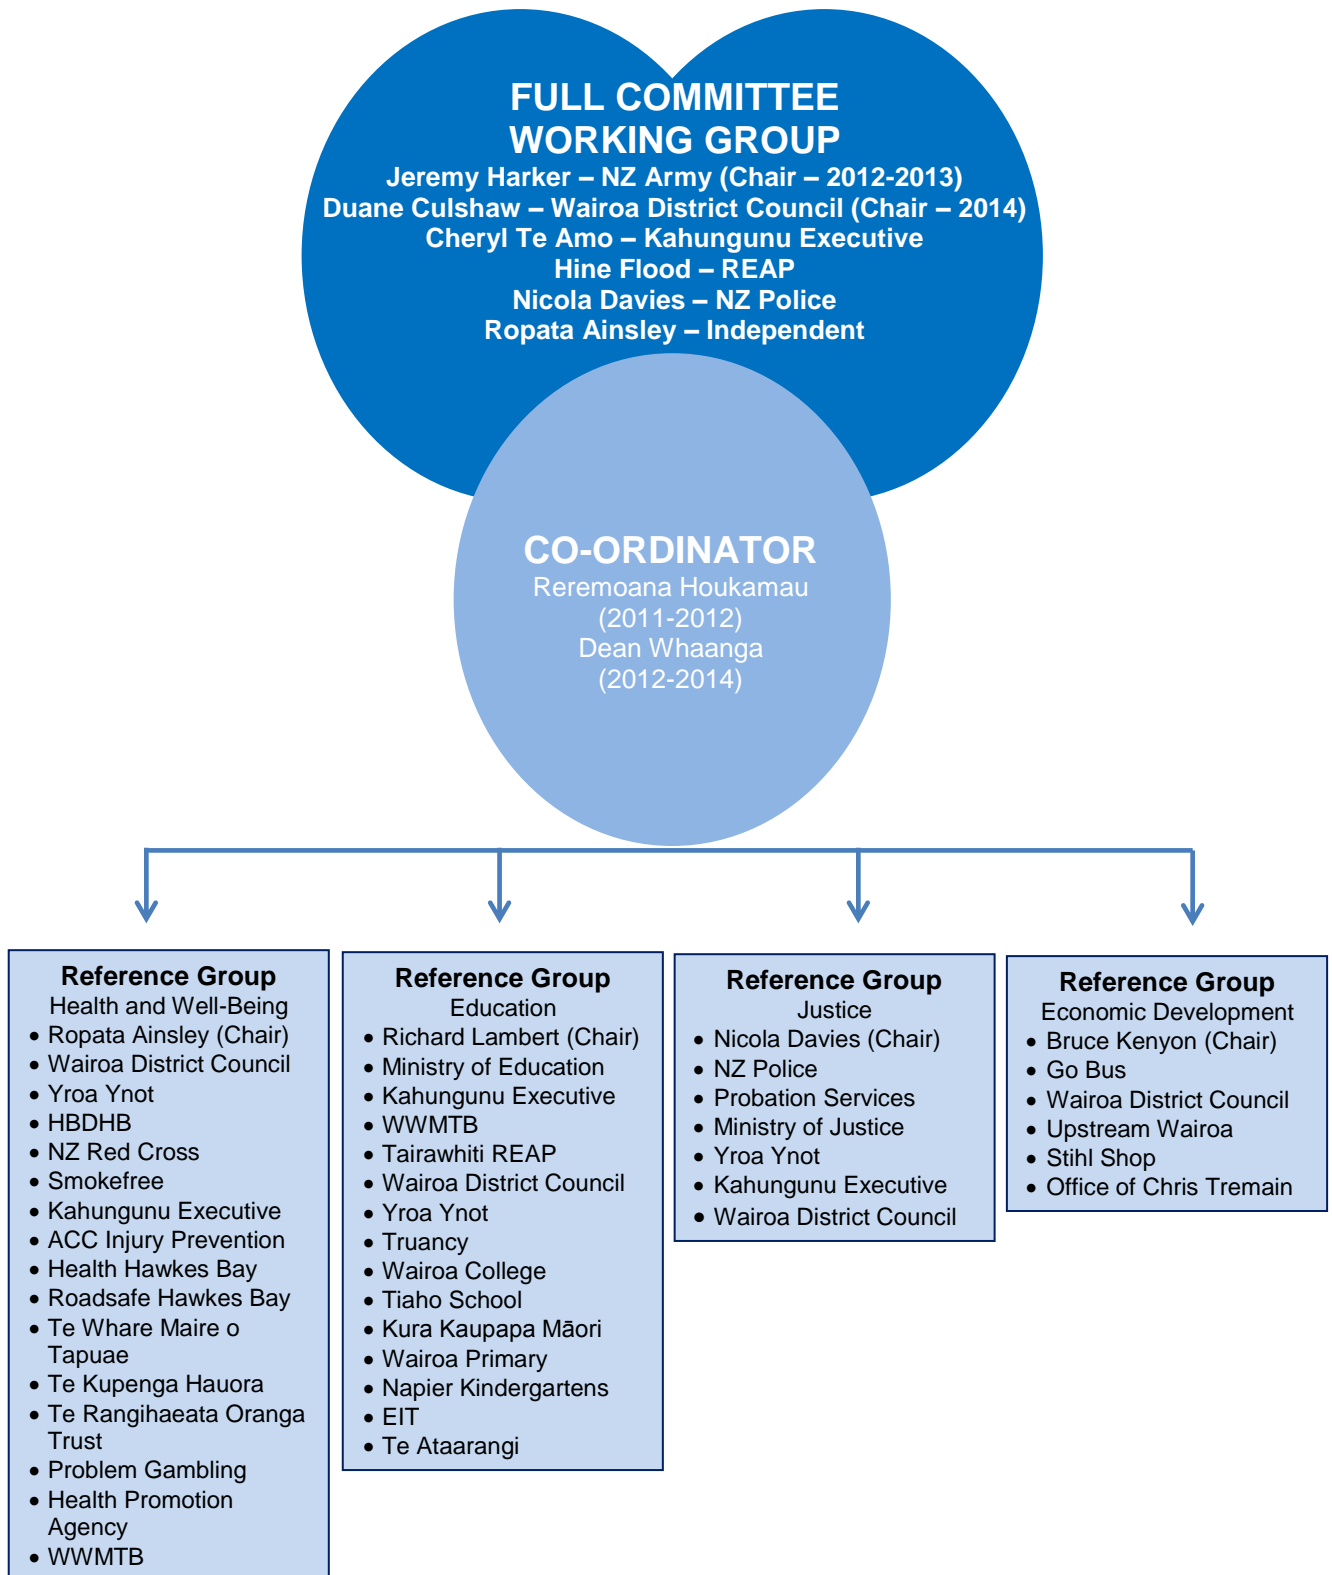 FULL COMMITTEE
WORKING GROUP
Jeremy Harker – NZ Army (Chair – 2012-2013)
Duane Culshaw – Wairoa District Council (Chair – 2014)
Cheryl Te Amo – Kahungunu Executive
Hine Flood – REAP
Nicola Davies – NZ Police
Ropata Ainsley – Independent
CO-ORDINATOR
Reremoana Houkamau
(2011-2012)
Dean Whaanga
(2012-2014)
Reference Group
Health and Well-Being
• Ropata Ainsley (Chair)
• Wairoa District Council
• Yroa Ynot
• HBDHB
• NZ Red Cross
• Smokefree
• Kahungunu Executive
• ACC Injury Prevention
• Health Hawkes Bay
• Roadsafe Hawkes Bay
• Te Whare Maire o
Tapuae
• Te Kupenga Hauora
• Te Rangihaeata Oranga
Trust
• Problem Gambling
• Health Promotion
Agency
• WWMTB
Reference Group
Education
• Richard Lambert (Chair)
• Ministry of Education
• Kahungunu Executive
• WWMTB
• Tairawhiti REAP
• Wairoa District Council
• Yroa Ynot
• Truancy
• Wairoa College
• Tiaho School
• Kura Kaupapa Māori
• Wairoa Primary
• Napier Kindergartens
• EIT
• Te Ataarangi
Reference Group
Justice
• Nicola Davies (Chair)
• NZ Police
• Probation Services
• Ministry of Justice
• Yroa Ynot
• Kahungunu Executive
• Wairoa District Council
Reference Group
Economic Development
• Bruce Kenyon (Chair)
• Go Bus
• Wairoa District Council
• Upstream Wairoa
• Stihl Shop
• Office of Chris Tremain